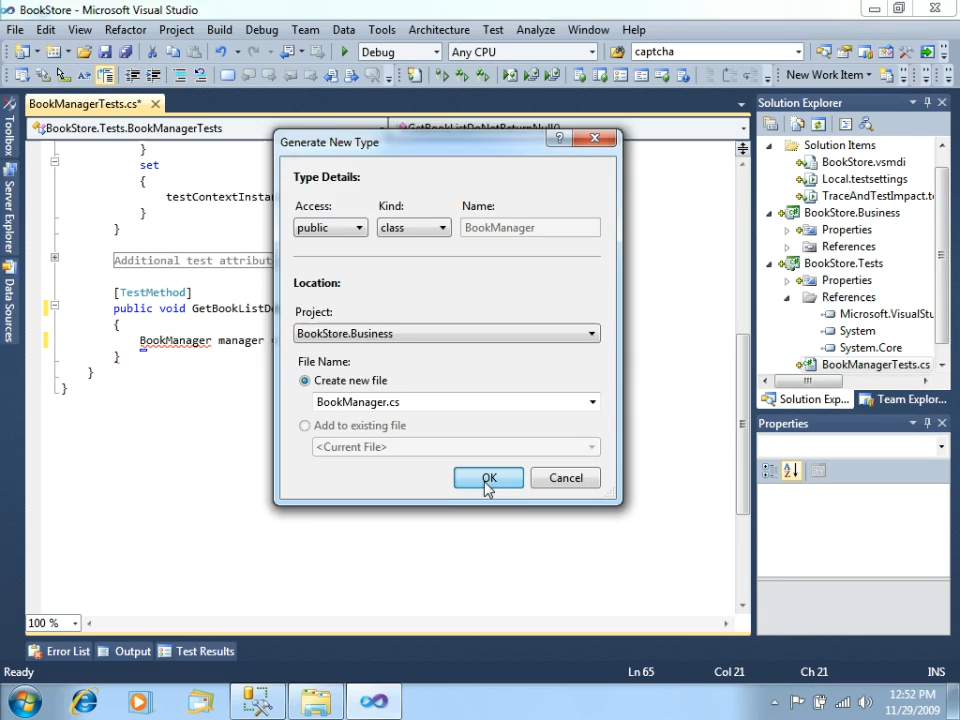 BookStore - Microsoft Visual Studio
File Edit View Refactor Project Build Debug Team Data Tools Architecture Test Analyze Window Help
Debug Any CPU captcha
New Work Item
BookManagerTests.cs*
BookStore.Tests.BookManagerTests
Toolbox
Server Explorer
Data Sources
}
set
{
testContextInsta
}
}
Additional test attribut
[TestMethod]
public void GetBookListDo
{
BookManager manager
}
}
}
Generate New Type
Type Details:
Access: Kind: Name:
public class BookManager
Location:
Project:
BookStore.Business
File Name:
Create new file
BookManager.cs
Add to existing file
<Current File>
OK Cancel
Solution Explorer
Solution Items
BookStore.vsmdi
Local.testsettings
TraceAndTestImpact.t
BookStore.Business
Properties
References
BookStore.Tests
Properties
References
Microsoft.VisualStu
System
System.Core
BookManagerTests.cs
Solution Exp... Team Explor...
Properties
100 %
Error List Output Test Results
Ready Ln 65 Col 21 Ch 21 INS
12:52 PM
11/29/2009